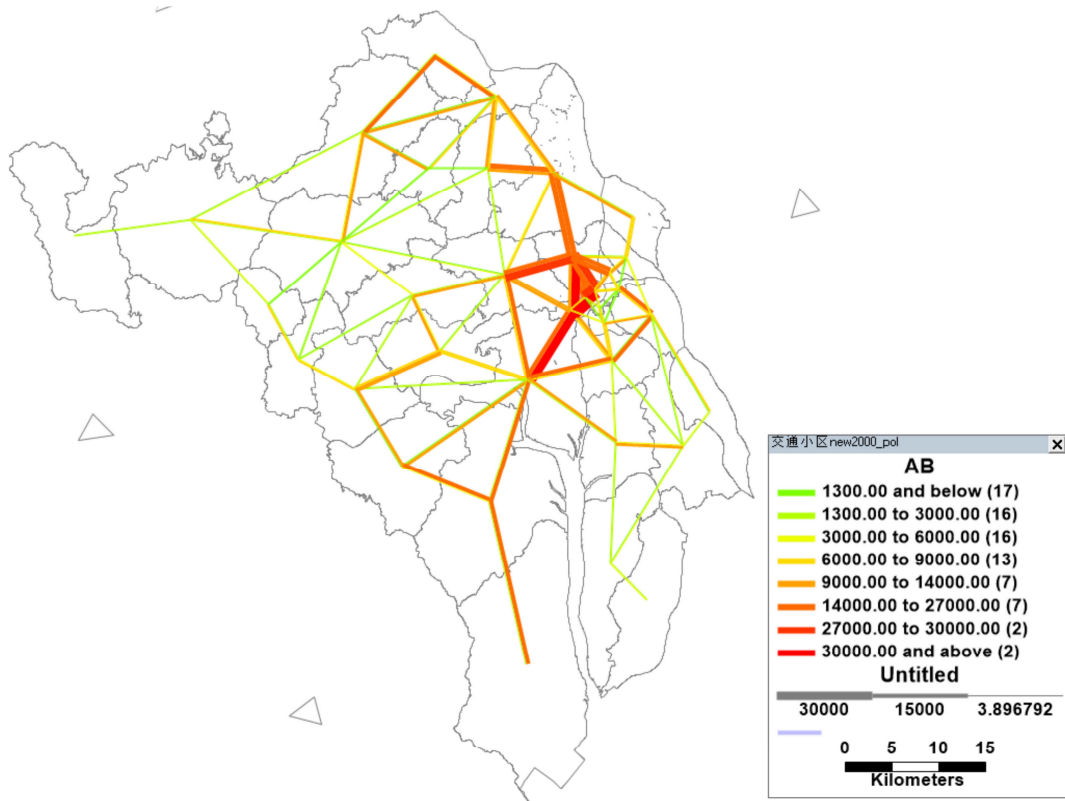 交通小区new2000_pol
AB
1300.00 and below (17)
1300.00 to 3000.00 (16)
3000.00 to 6000.00 (16)
6000.00 to 9000.00 (13)
9000.00 to 14000.00 (7)
14000.00 to 27000.00 (7)
27000.00 to 30000.00 (2)
30000.00 and above (2)
Untitled
30000 15000 3.896792
0 5 10 15
Kilometers